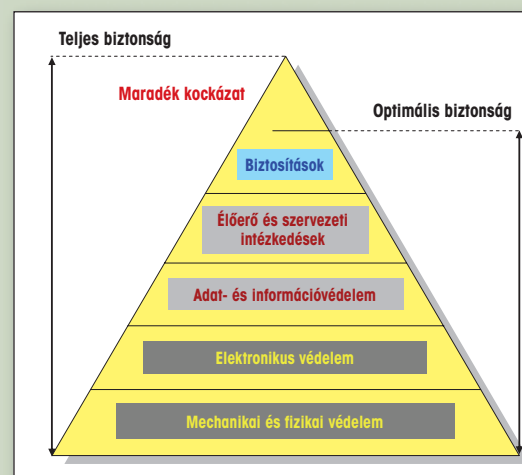 Teljes biztonság
Maradék kockázat
Optimális biztonság
Biztosítások
Élőerő és szervezeti
intézkedések
Adat- és információvédelem
Elektronikus védelem
Mechanikai és fizikai védelem